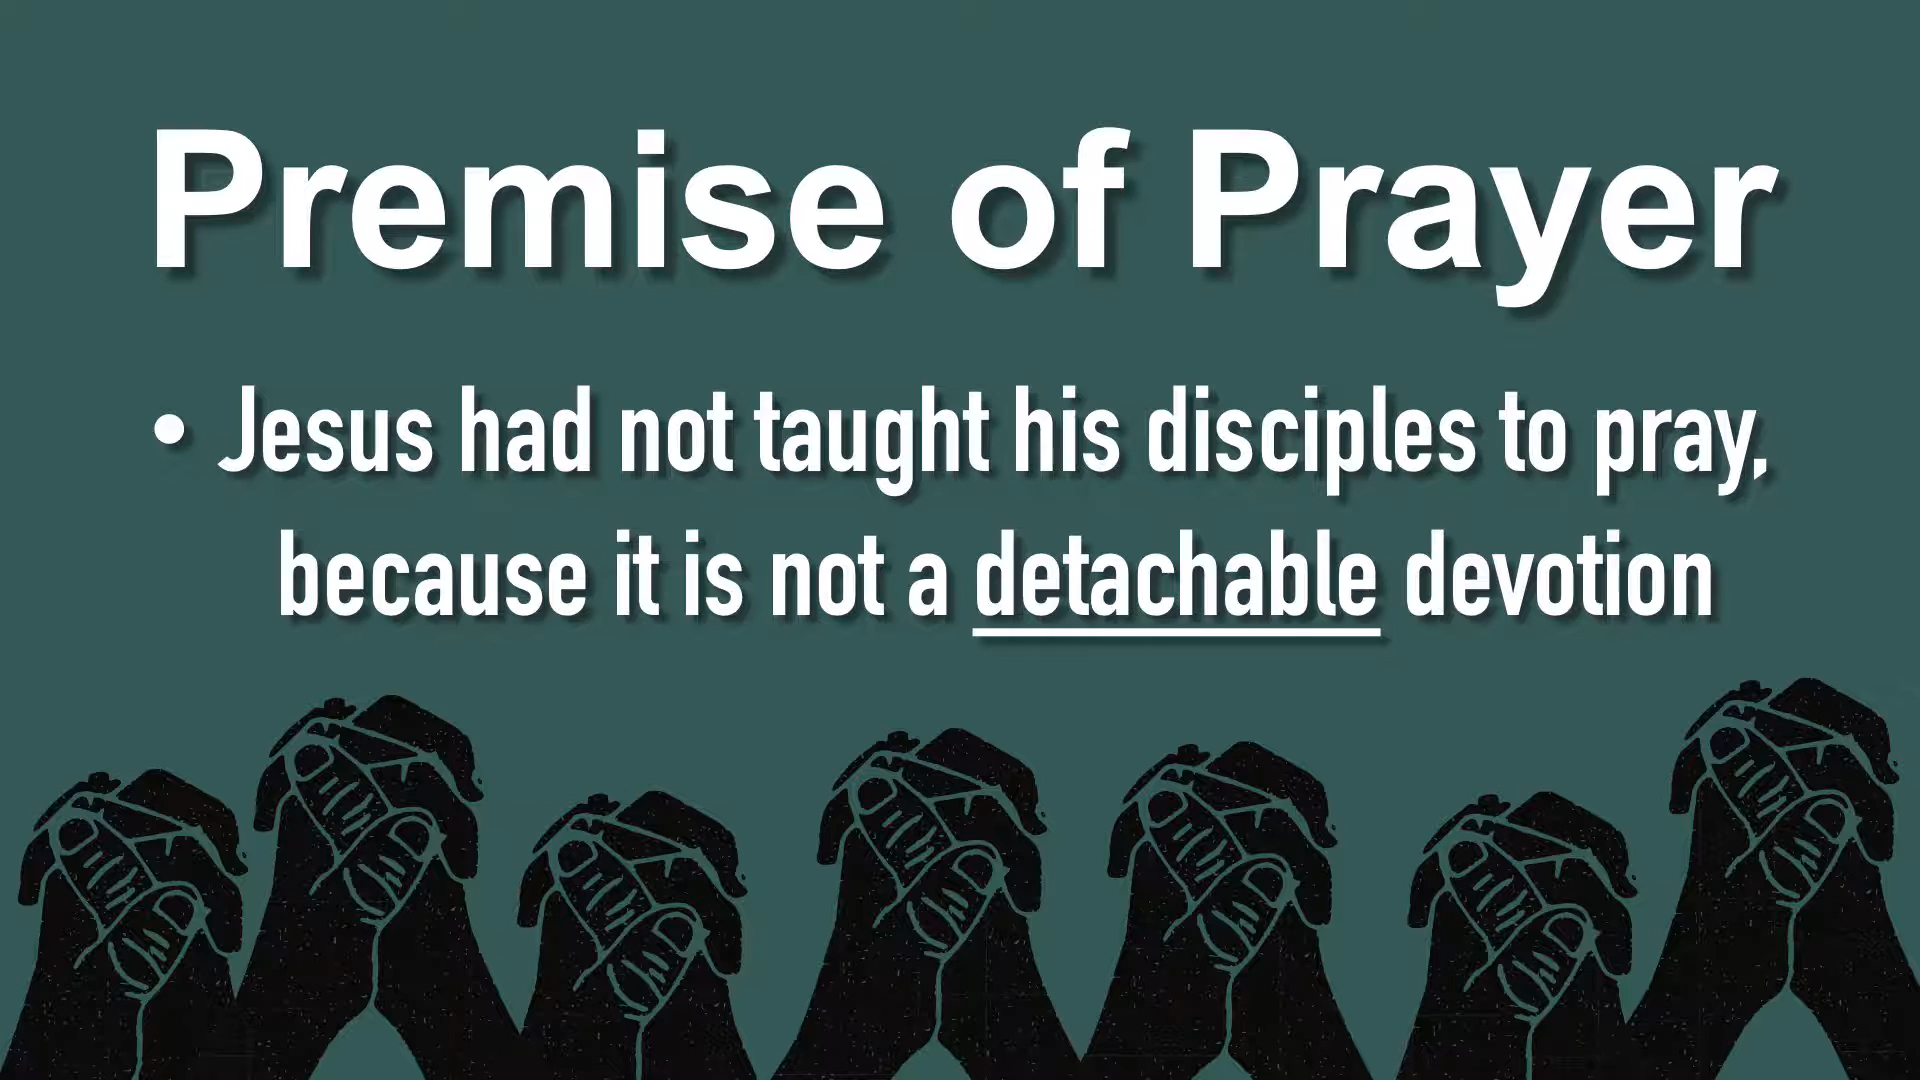 Premise of Prayer
• Jesus had not taught his disciples to pray,
because it is not a detachable devotion